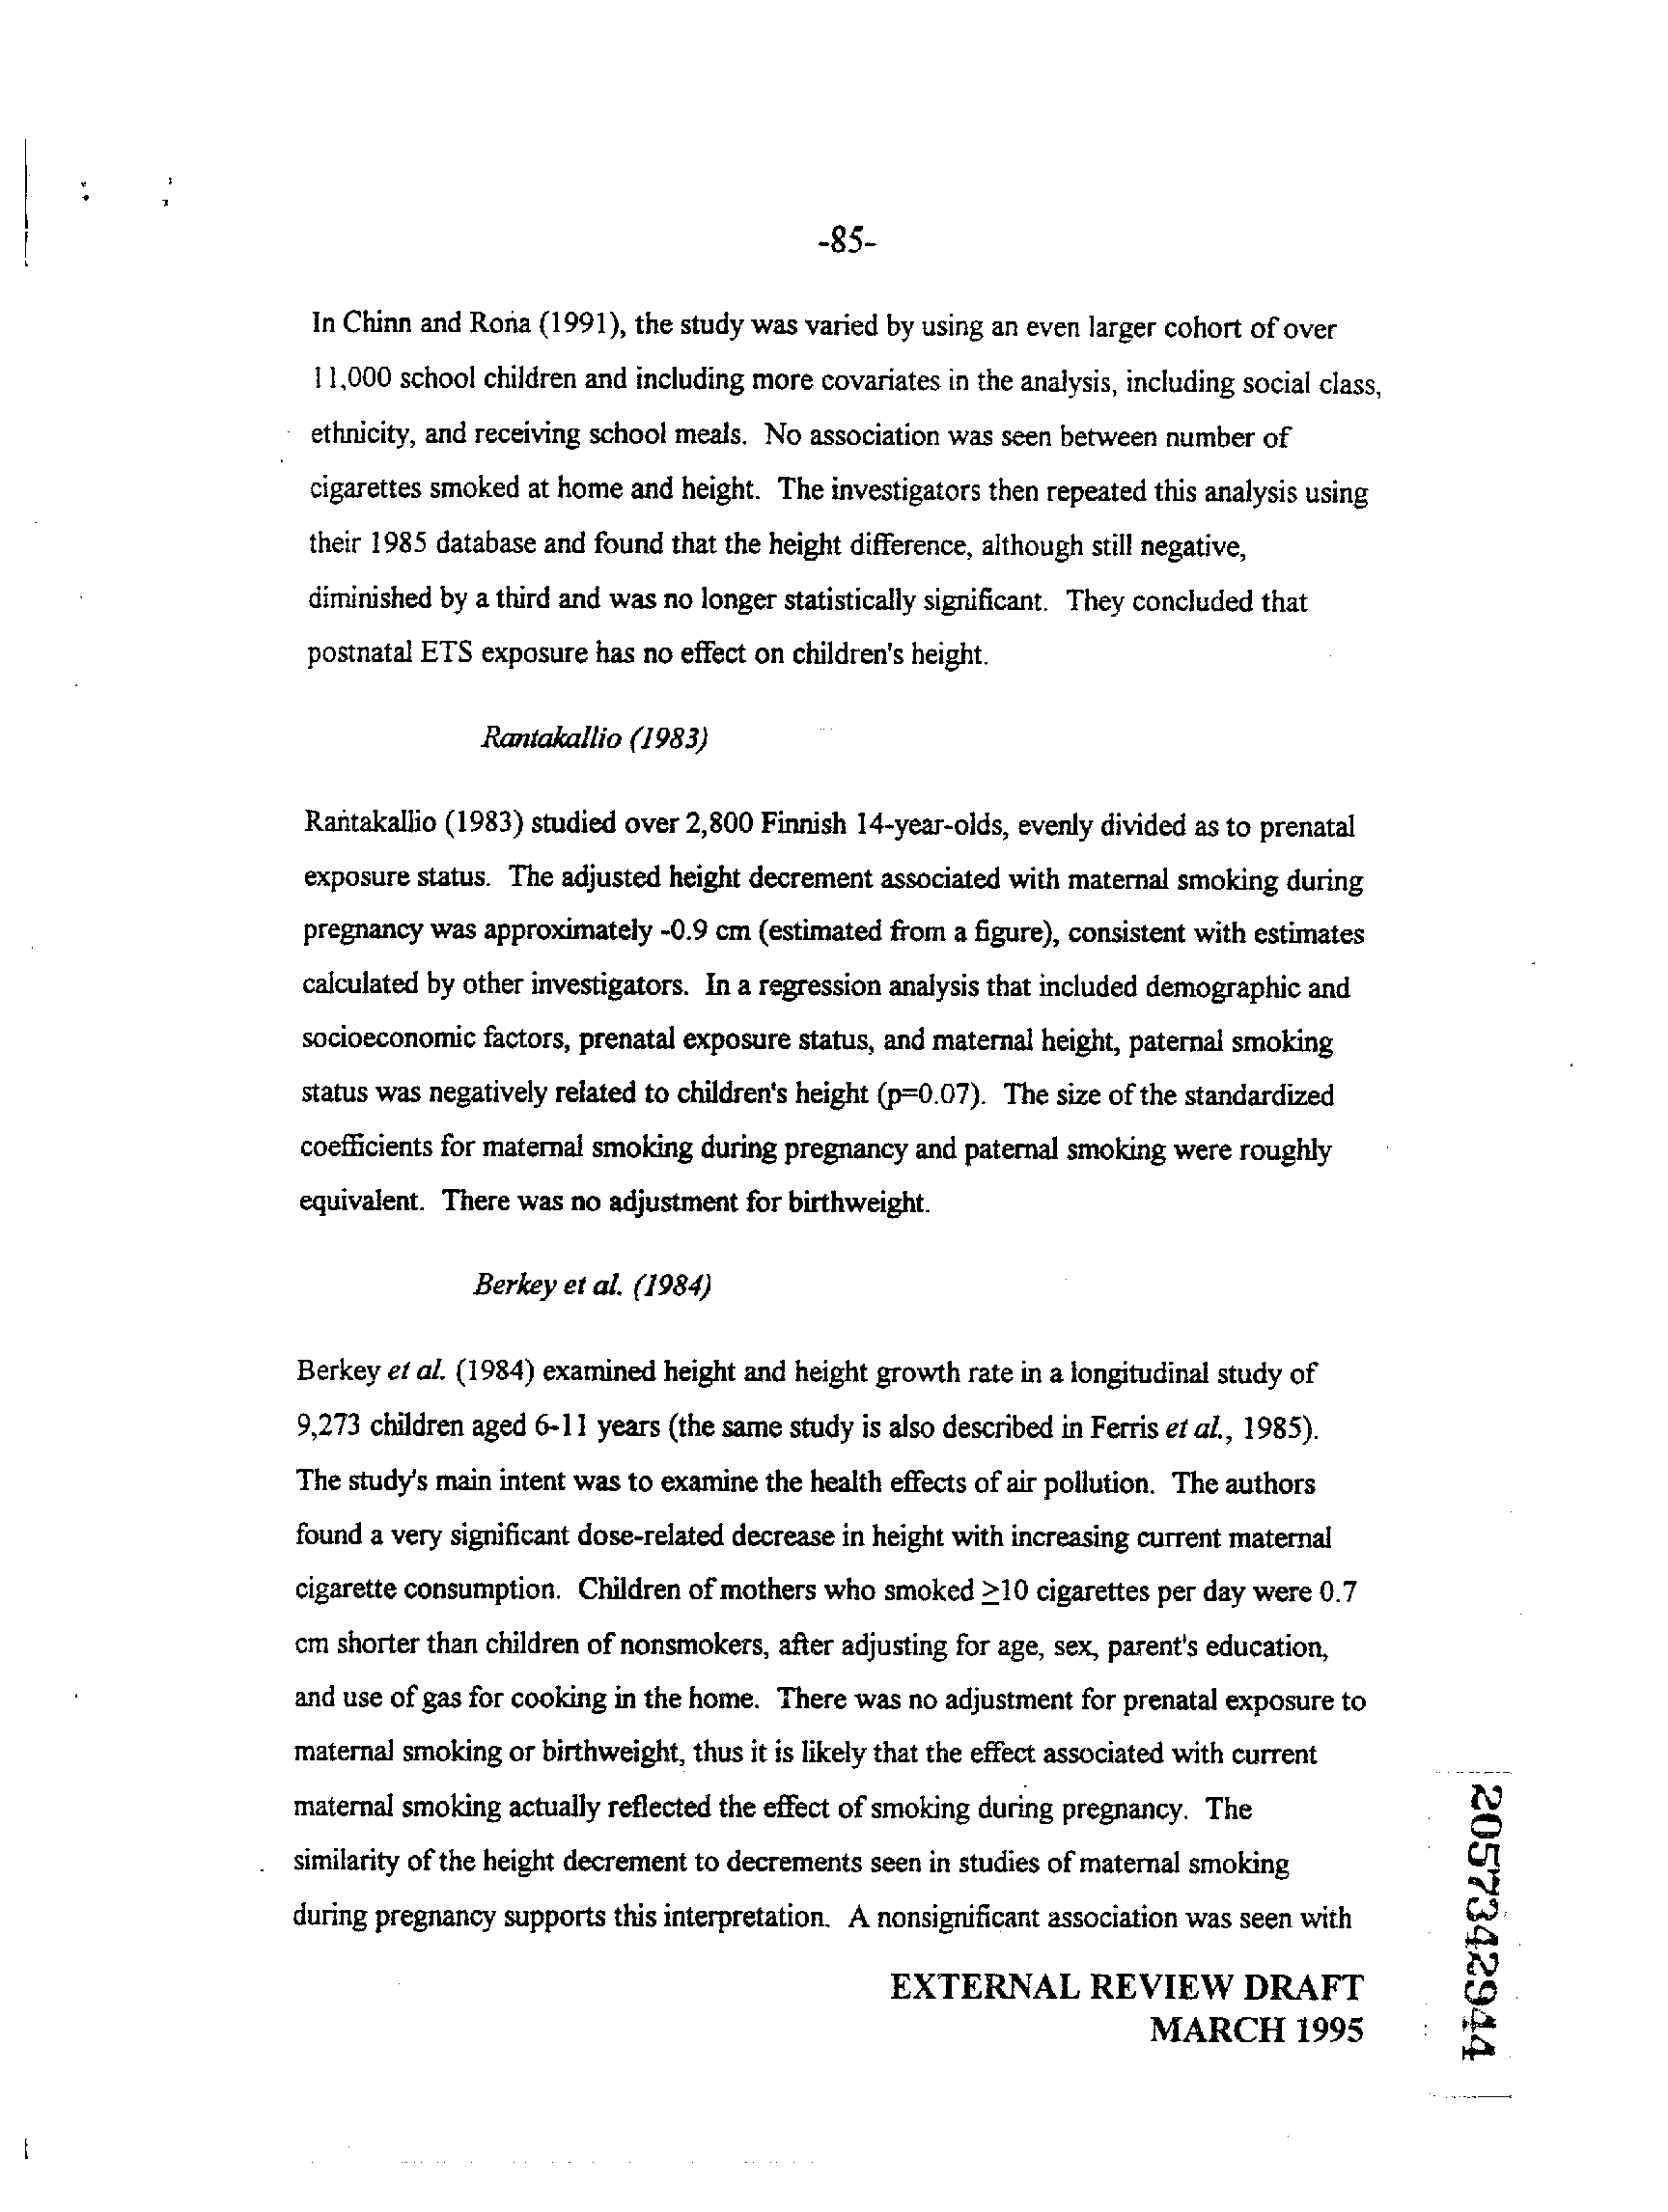 -85-
In Chinn and Rona (1991), the study was varied by using an even larger cohort of over
11,000 school children and including more covariates in the analysis, including social class,
ethnicity, and receiving school meals. No association was seen between number of
cigarettes smoked at home and height. The investigators then repeated this analysis using
their 1985 database and found that the height difference, although still negative,
diminished by a third and was no longer statistically significant. They concluded that
postnatal ETS exposure has no effect on children's height.
Rantakallio (1983)
Rantakallio (1983) studied over 2,800 Finnish 14-year-olds, evenly divided as to prenatal
exposure status. The adjusted height decrement associated with maternal smoking during
pregnancy was approximately -0.9 cm (estimated from a figure), consistent with estimates
calculated by other investigators. In a regression analysis that included demographic and
socioeconomic factors, prenatal exposure status, and maternal height, paternal smoking
status was negatively related to children's height (p=0.07). The size of the standardized
coefficients for maternal smoking during pregnancy and paternal smoking were roughly
equivalent. There was no adjustment for birthweight.
Berkey et al. (1984)
Berkey et al. (1984) examined height and height growth rate in a longitudinal study of
9,273 children aged 6-11 years (the same study is also described in Ferris et al., 1985).
The study's main intent was to examine the health effects of air pollution. The authors
found a very significant dose-related decrease in height with increasing current maternal
cigarette consumption. Children of mothers who smoked ≥10 cigarettes per day were 0.7
cm shorter than children of nonsmokers, after adjusting for age, sex, parent's education,
and use of gas for cooking in the home. There was no adjustment for prenatal exposure to
maternal smoking or birthweight, thus it is likely that the effect associated with current
maternal smoking actually reflected the effect of smoking during pregnancy. The
similarity of the height decrement to decrements seen in studies of maternal smoking
during pregnancy supports this interpretation. A nonsignificant association was seen with
EXTERNAL REVIEW DRAFT
MARCH 1995
2057342944